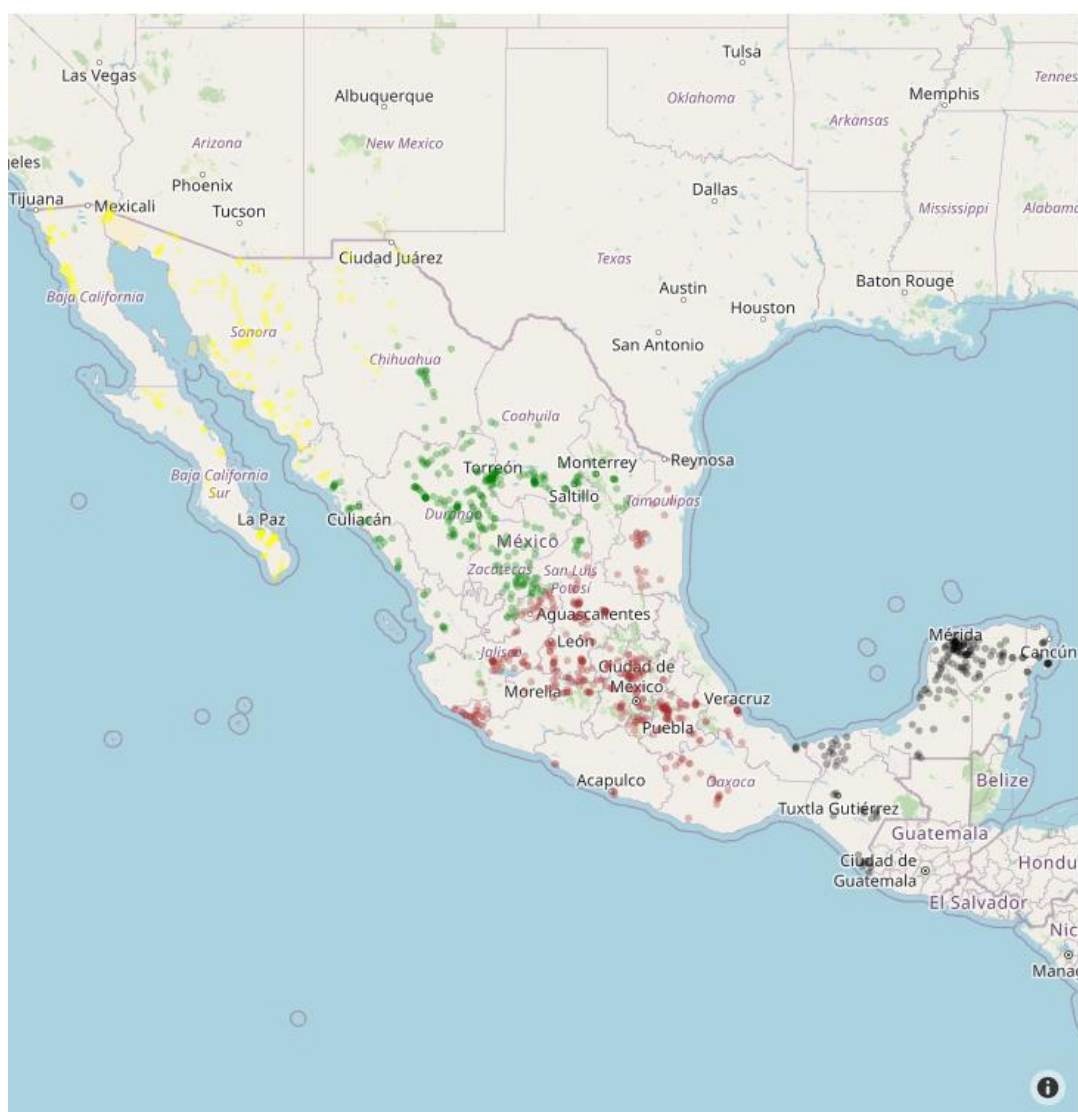 Tulsa
Las Vegas
Tennes
Albuquerque
Oklahoma
Memphis
Arkansas
Arizona
New Mexico
geles
Phoenix
Dallas
Tijuana
Mexicali
Tucson
Mississippi
Alabama
Ciudad Juárez
Texas
Baton Rouge
Austin
Baja California
Houston
Sonora
San Antonio
Chihuahua
Coahuila
Torreón
Monterrey
Reynosa
Baja California
Sur
Saltillo
Tamaulipas
La Paz
Culiacán
Durango
México
Zacatecas
San Luis
Potosí
Aguascalientes
Mérida
León
Cancún
Jalisco
Ciudad de
México
Morelia
Veracruz
Puebla
Acapulco
Oaxaca
Belize
Tuxtla Gutiérrez
Guatemala
Ciudad de
Guatemala
Hondu
El Salvador
Nic
Manag